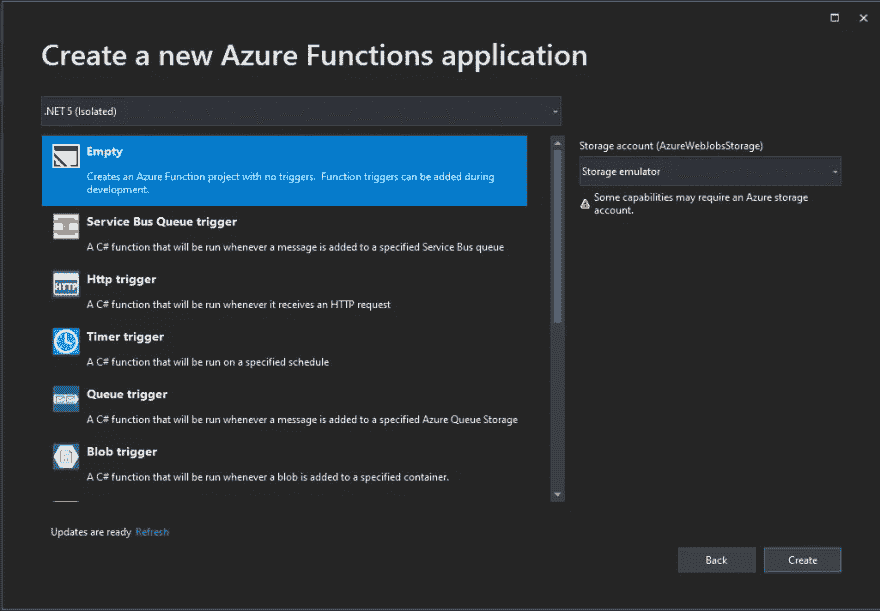 Create a new Azure Functions application
.NET 5 (Isolated)
Empty
Creates an Azure Function project with no triggers. Function triggers can be added during
development.
Service Bus Queue trigger
A C# function that will be run whenever a message is added to a specified Service Bus queue
HTTP
Http trigger
A C# function that will be run whenever it receives an HTTP request
Timer trigger
A C# function that will be run on a specified schedule
Queue trigger
A C# function that will be run whenever a message is added to a specified Azure Queue Storage
Blob trigger
A C# function that will be run whenever a blob is added to a specified container.
Storage account (AzureWebJobsStorage)
Storage emulator
Some capabilities may require an Azure storage
account.
Updates are ready Refresh
Back
Create